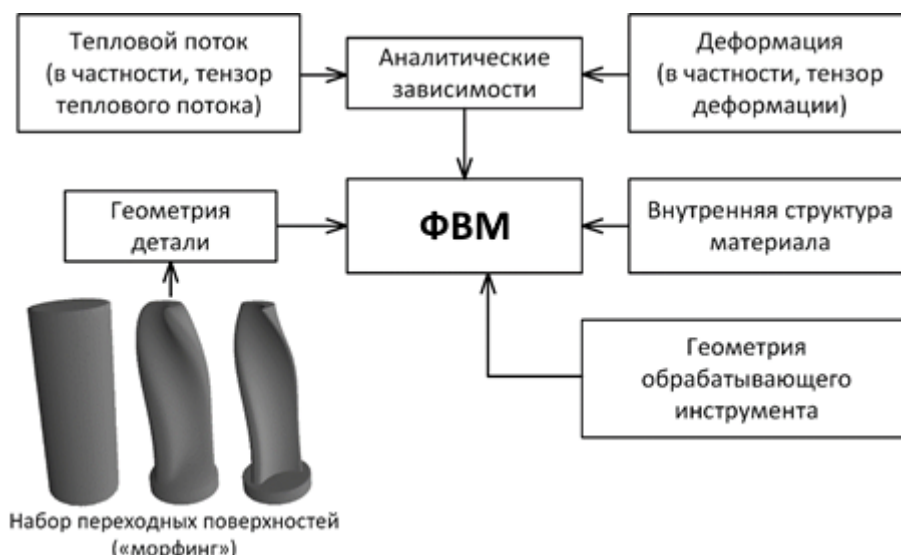 Тепловой поток
(в частности, тензор
теплового потока)
Аналитические
зависимости
Деформация
(в частности, тензор
деформации)
Геометрия
детали
ФВМ
Внутренняя структура
материала
Геометрия
обрабатывающего
инструмента
Набор переходных поверхностей
(«морфинг»)